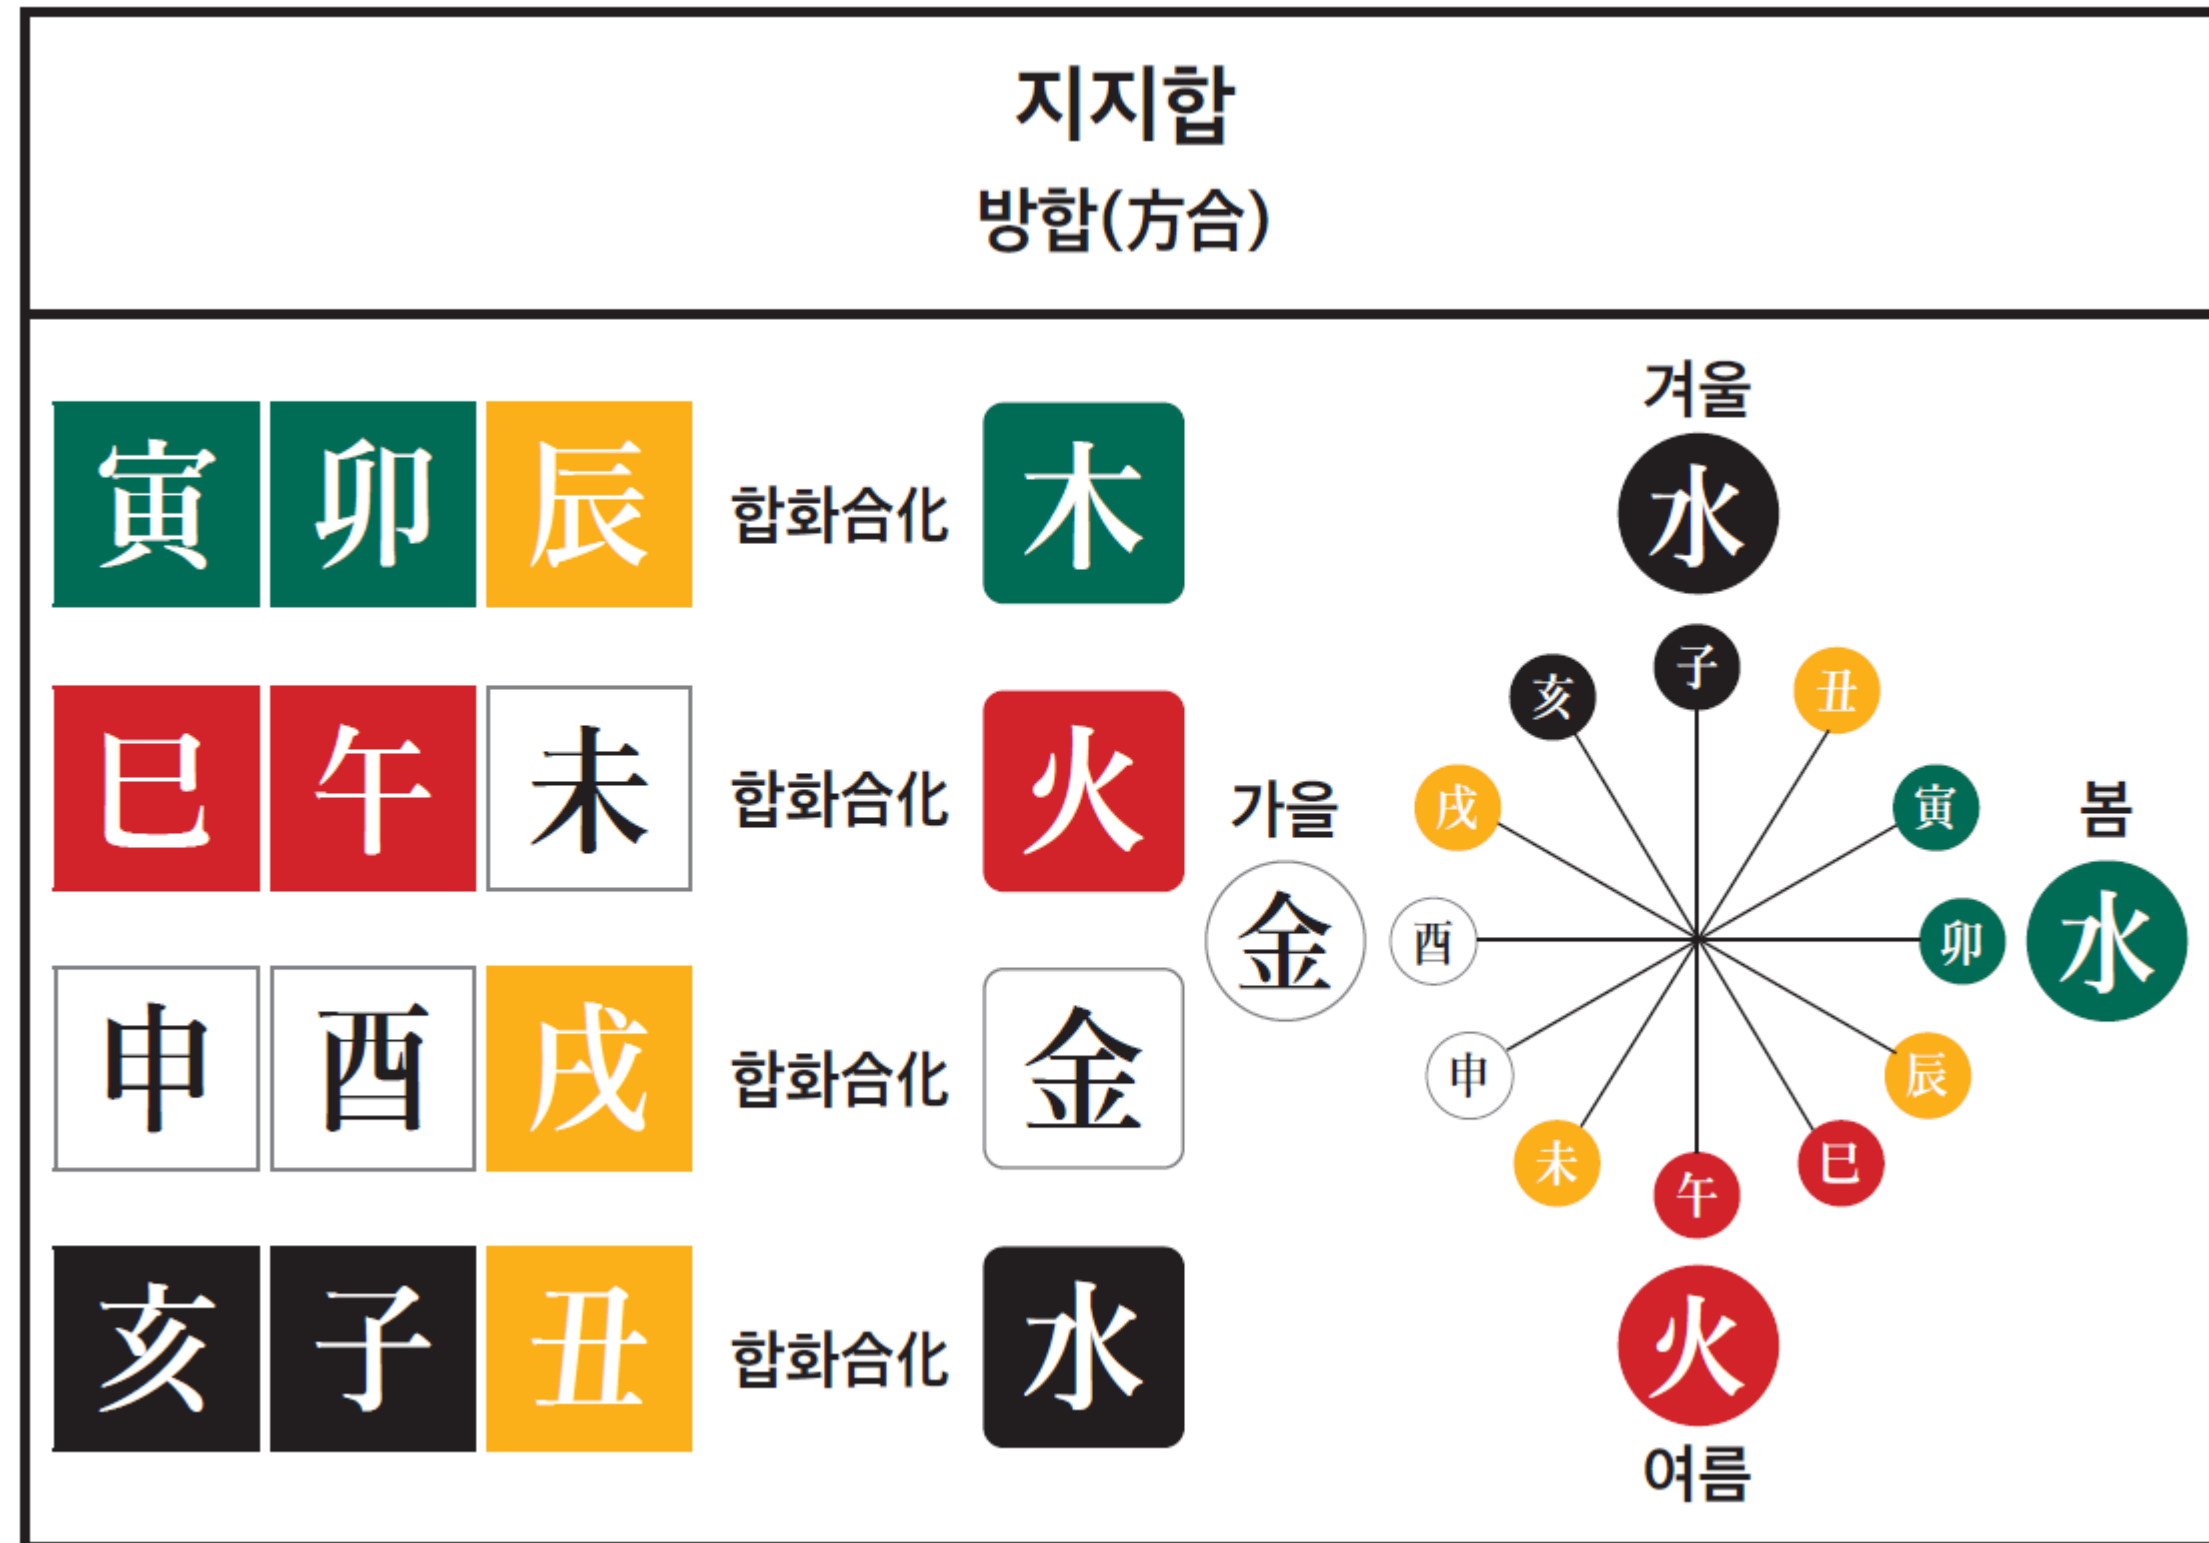 지지합
방합(方合)
寅 卯 辰 합화合化 木
巳 午 未 합화合化 火
申 酉 戌 합화合化 金
亥 子 丑 합화合化 水
겨울
水
子
亥
丑
戌
寅
가을
봄
金
酉
卯
水
申
辰
未
巳
午
火
여름